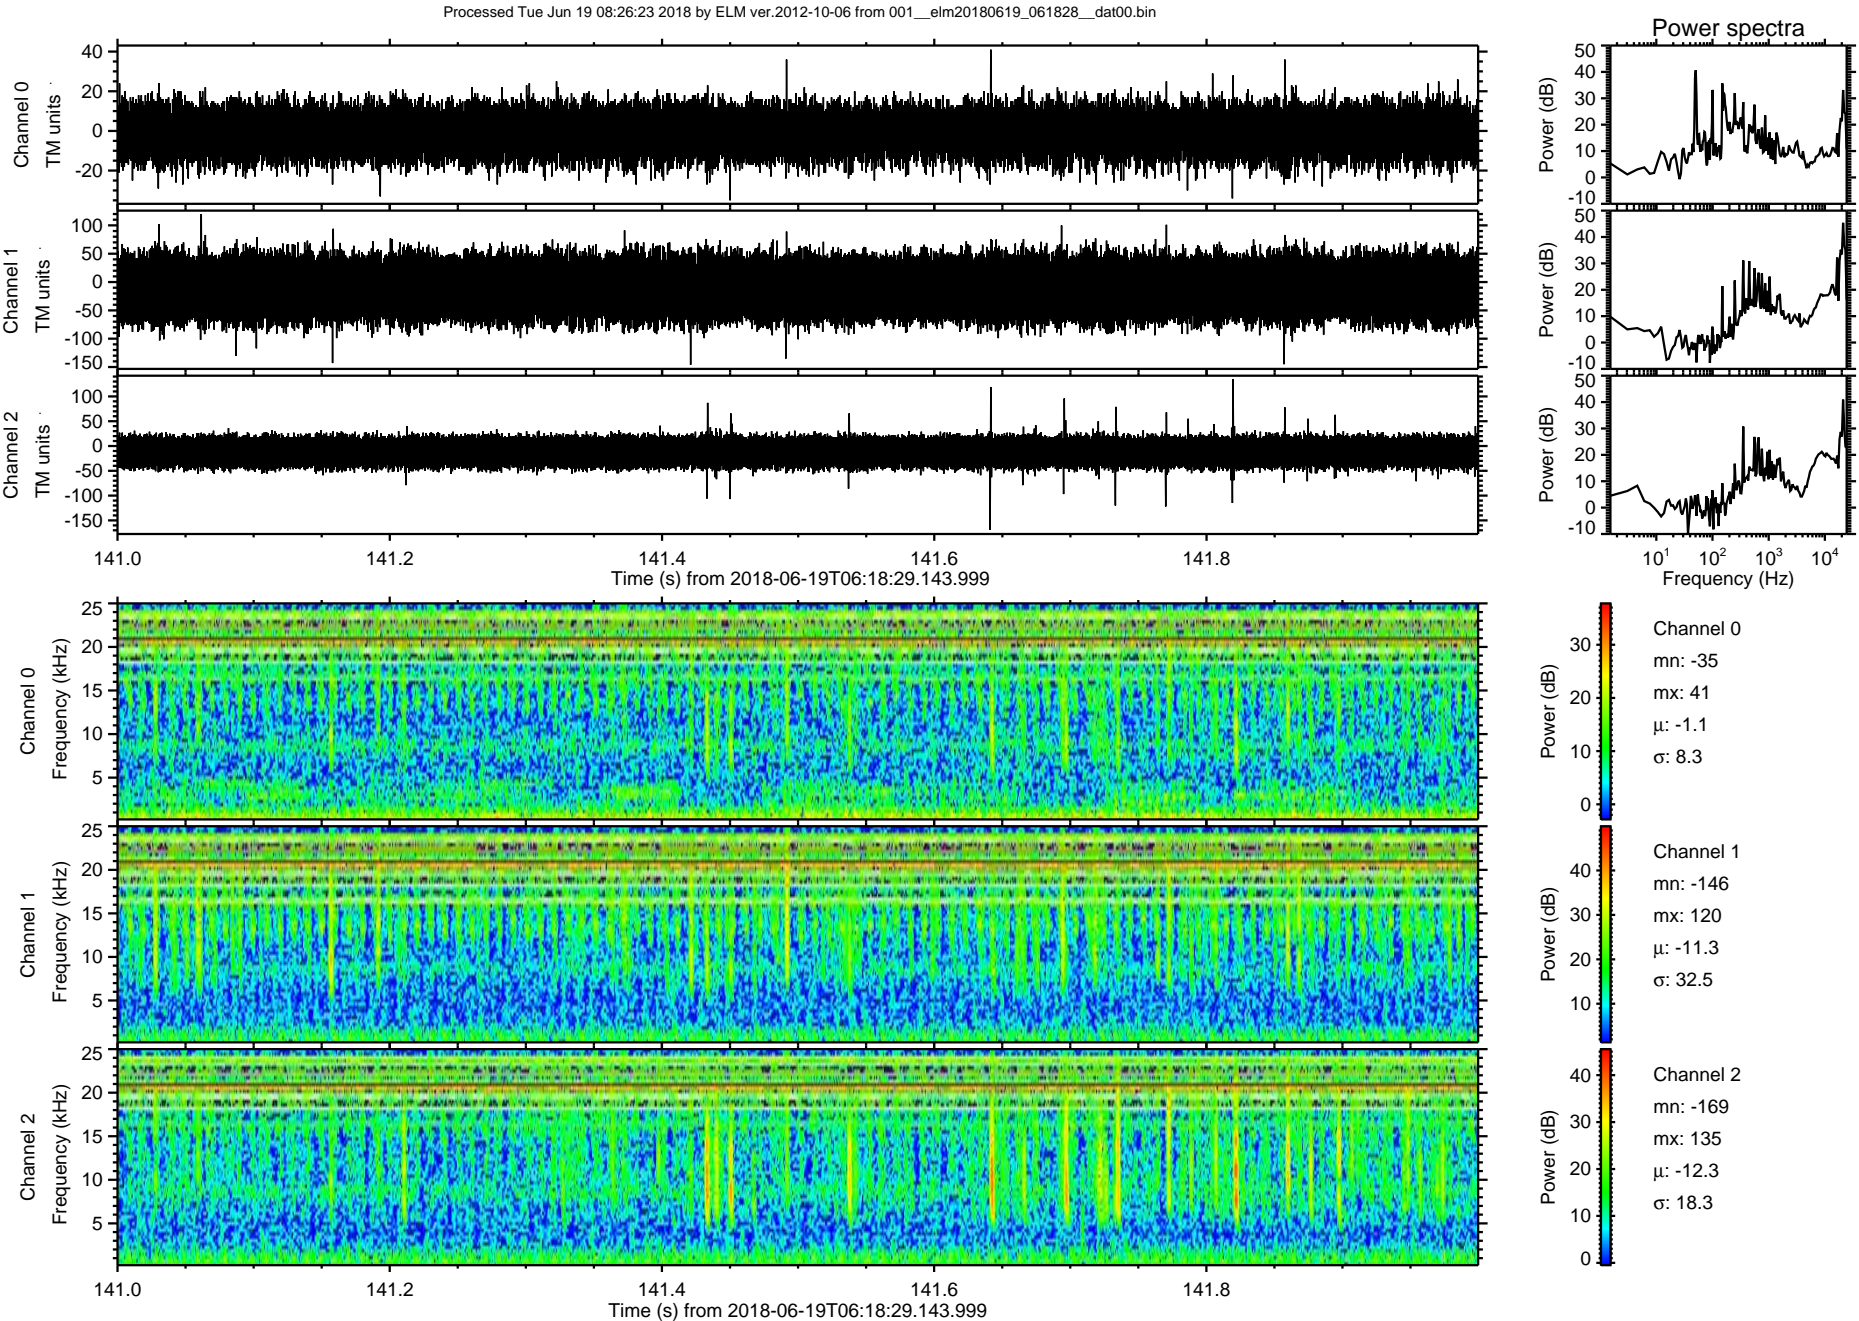 Processed Tue Jun 19 08:26:23 2018 by ELM ver.2012-10-06 from 001__elm20180619_061828__dat00.bin
Power spectra
Channel 0
TM units
40
20
0
-20
Power (dB)
50
40
30
20
10
0
-10
Channel 1
TM units
100
50
0
-50
-100
-150
Power (dB)
50
40
30
20
10
0
-10
Channel 2
TM units
100
50
0
-50
-100
-150
Power (dB)
50
40
30
20
10
0
-10
141.0 141.2 141.4 141.6 141.8
Time (s) from 2018-06-19T06:18:29.143.999
10^1 10^2 10^3 10^4
Frequency (Hz)
Channel 0
Frequency (kHz)
25
20
15
10
5
Power (dB)
30
20
10
0
Channel 0
mn: -35
mx: 41
μ: -1.1
σ: 8.3
Channel 1
Frequency (kHz)
25
20
15
10
5
Power (dB)
40
30
20
10
Channel 1
mn: -146
mx: 120
μ: -11.3
σ: 32.5
Channel 2
Frequency (kHz)
25
20
15
10
5
Power (dB)
40
30
20
10
0
Channel 2
mn: -169
mx: 135
μ: -12.3
σ: 18.3
141.0 141.2 141.4 141.6 141.8
Time (s) from 2018-06-19T06:18:29.143.999